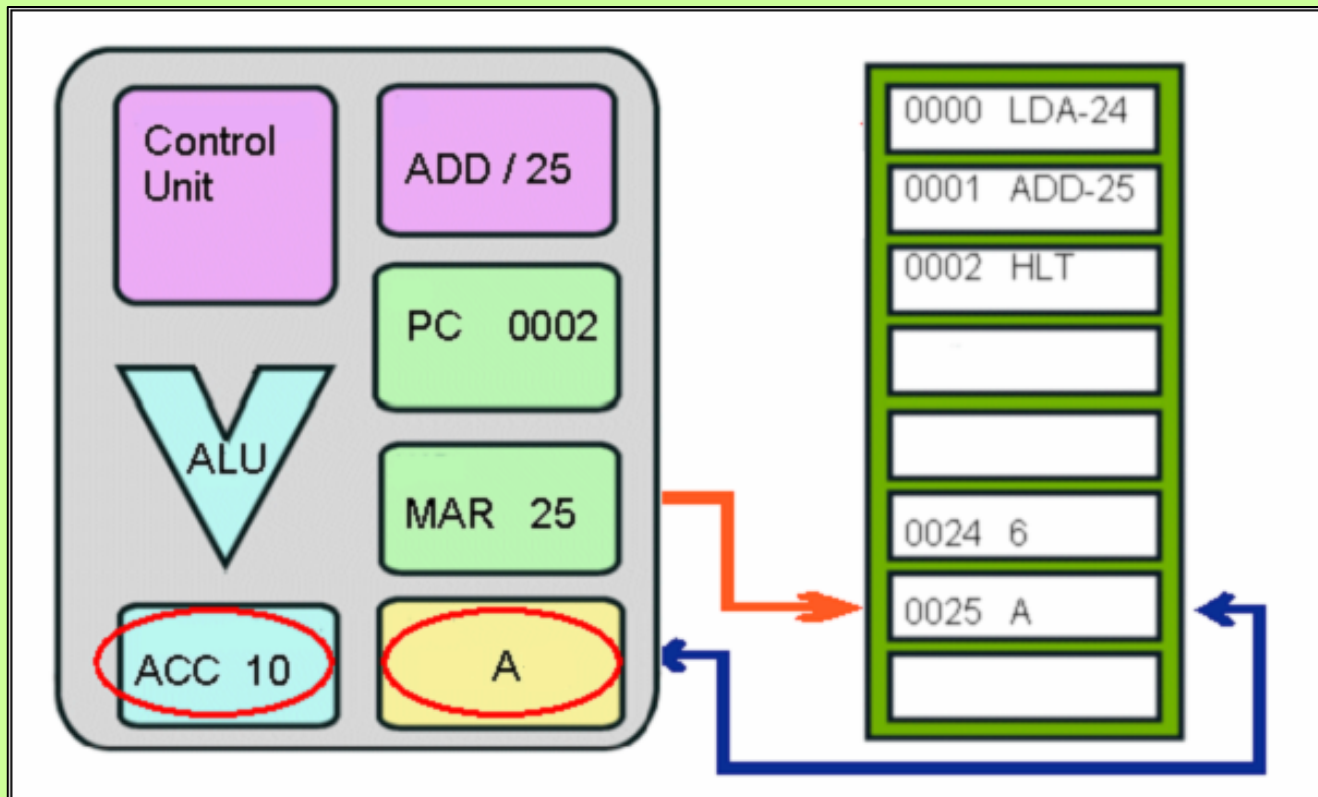 Control
Unit
ADD / 25
PC 0002
ALU
MAR 25
ACC 10
A
0000 LDA-24
0001 ADD-25
0002 HLT
0024 6
0025 A